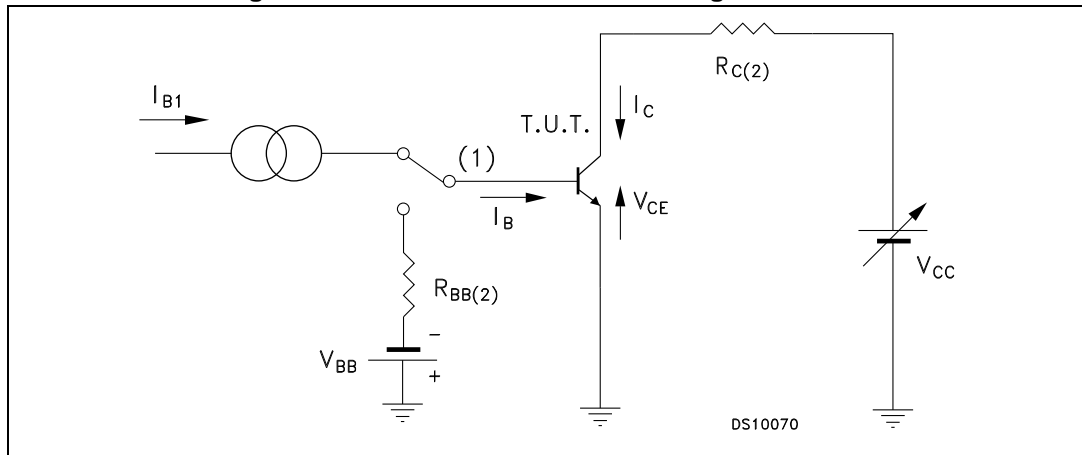 I_B1
R_C(2)
I_C
T.U.T.
(1)
I_B
V_CE
V_CC
R_BB(2)
−
V_BB
+
DS10070